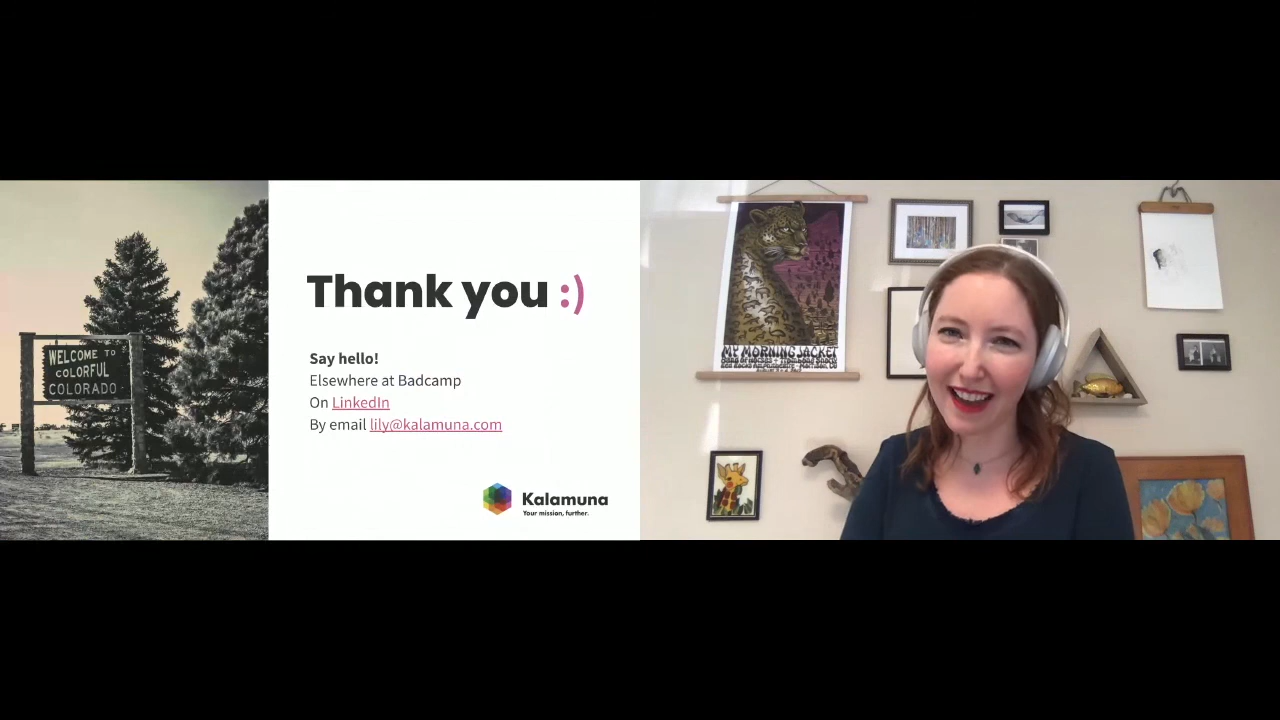 WELCOME TO
COLORFUL
COLORADO
Thank you :)
Say hello!
Elsewhere at Badcamp
On LinkedIn
By email lily@kalamuna.com
Kalamuna
Your mission, further.
MY MORNING JACKET